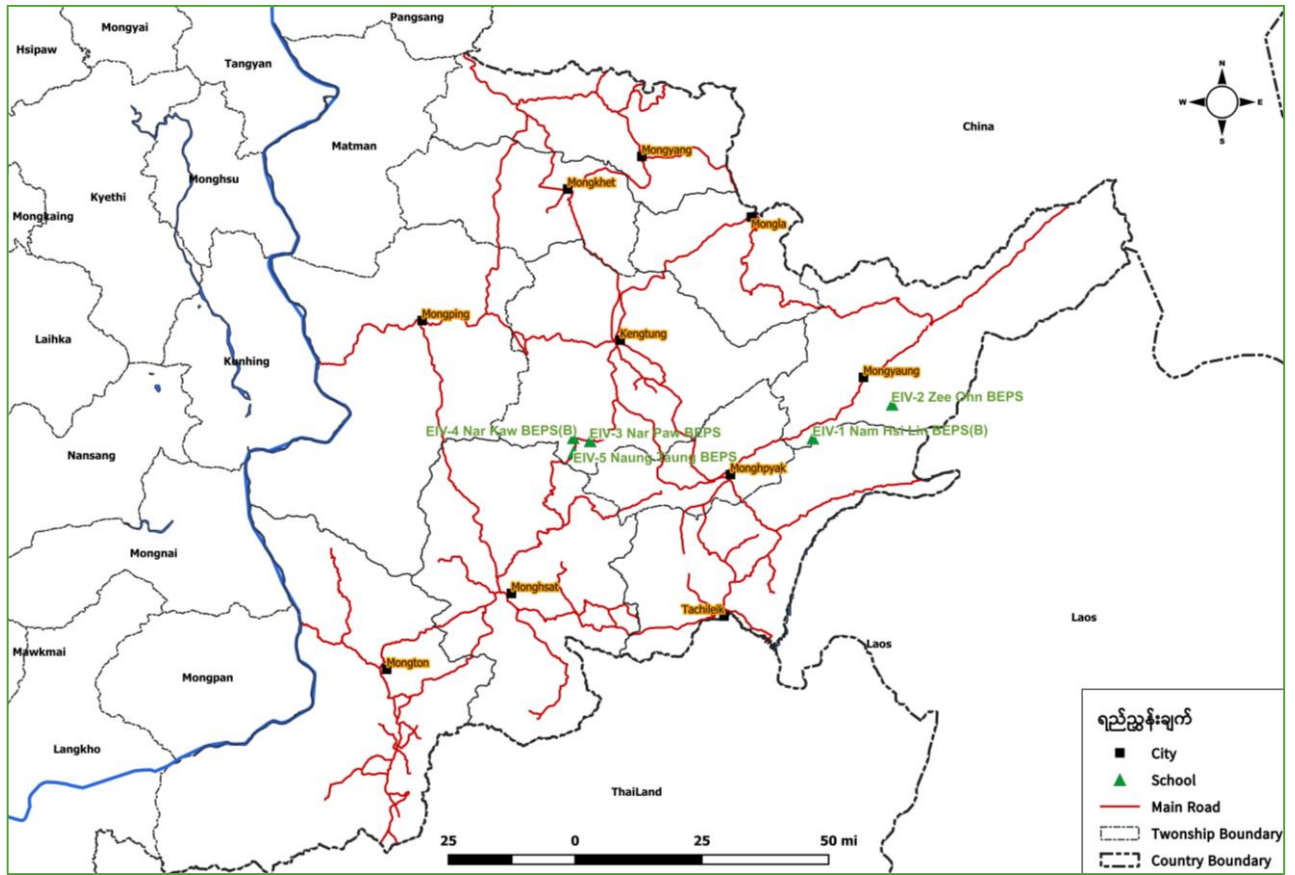 Pangsang
Mongyai
Hsipaw
Tangyan
N
W
E
S
China
Matman
Mongyang
Monghsu
Mongkhet
Kyethi
Mongkaing
Mongla
Mongping
Laihka
Kengtung
Kunhing
Mongyaung
EIV-2 Zee Onn BEPS
EIV-4 Nar Kaw BEPS(B)
EIV-3 Nar Paw BEPS
EIV-1 Nam Hsi Lin BEPS(B)
Nansang
EIV-5 Naung Taung BEPS
Monghpyak
Mongnai
Monghsat
Tachileik
Laos
Laos
Mawkmai
Mongton
Mongpan
ရည်ညွှန်းချက်
Langkho
City
School
ThaiLand
Main Road
Twonship Boundary
25
0
25
50 mi
Country Boundary